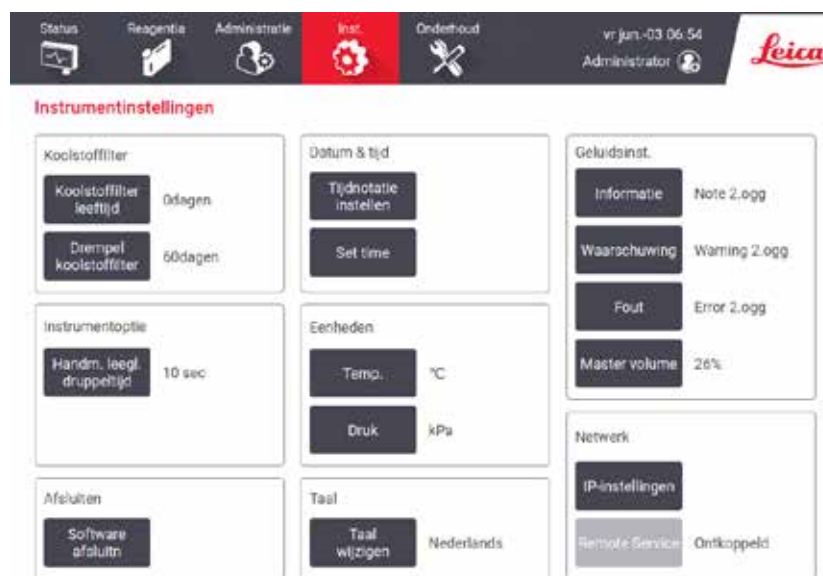 Status
Reagentia
Administratie
Inst.
Onderhoud
vr jun.-03 06:54
Administrator
Leica
Instrumentinstellingen
Koolstoffilter
Koolstoffilter
leeftijd
0dagen
Drempel
koolstoffilter
60dagen
Datum & tijd
Tijdnotatie
instellen
Set time
Geluidsinst.
Informatie
Note 2.ogg
Waarschuwing
Warning 2.ogg
Fout
Error 2.ogg
Master volume
26%
Instrumentoptie
Handm. leegl.
druppeltijd
10 sec
Eenheden
Temp.
°C
Druk
kPa
Netwerk
IP-instellingen
Remote Service
Ontkoppeld
Afsluiten
Software
afsluitn
Taal
Taal
wijzigen
Nederlands